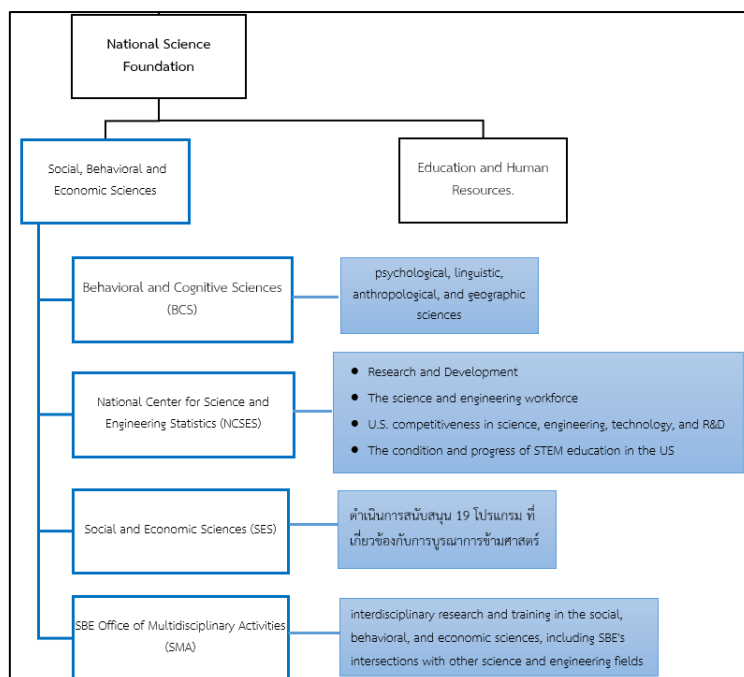 National Science
Foundation
Social, Behavioral and
Economic Sciences
Education and Human
Resources.
Behavioral and Cognitive Sciences
(BCS)
psychological, linguistic,
anthropological, and geographic
sciences
National Center for Science and
Engineering Statistics (NCSES)
● Research and Development
● The science and engineering workforce
● U.S. competitiveness in science, engineering, technology, and R&D
● The condition and progress of STEM education in the US
Social and Economic Sciences (SES)
ดำเนินการสนับสนุน 19 โปรแกรม ที่
เกี่ยวข้องกับการบูรณาการข้ามศาสตร์
SBE Office of Multidisciplinary Activities
(SMA)
interdisciplinary research and training in the social,
behavioral, and economic sciences, including SBE's
intersections with other science and engineering fields